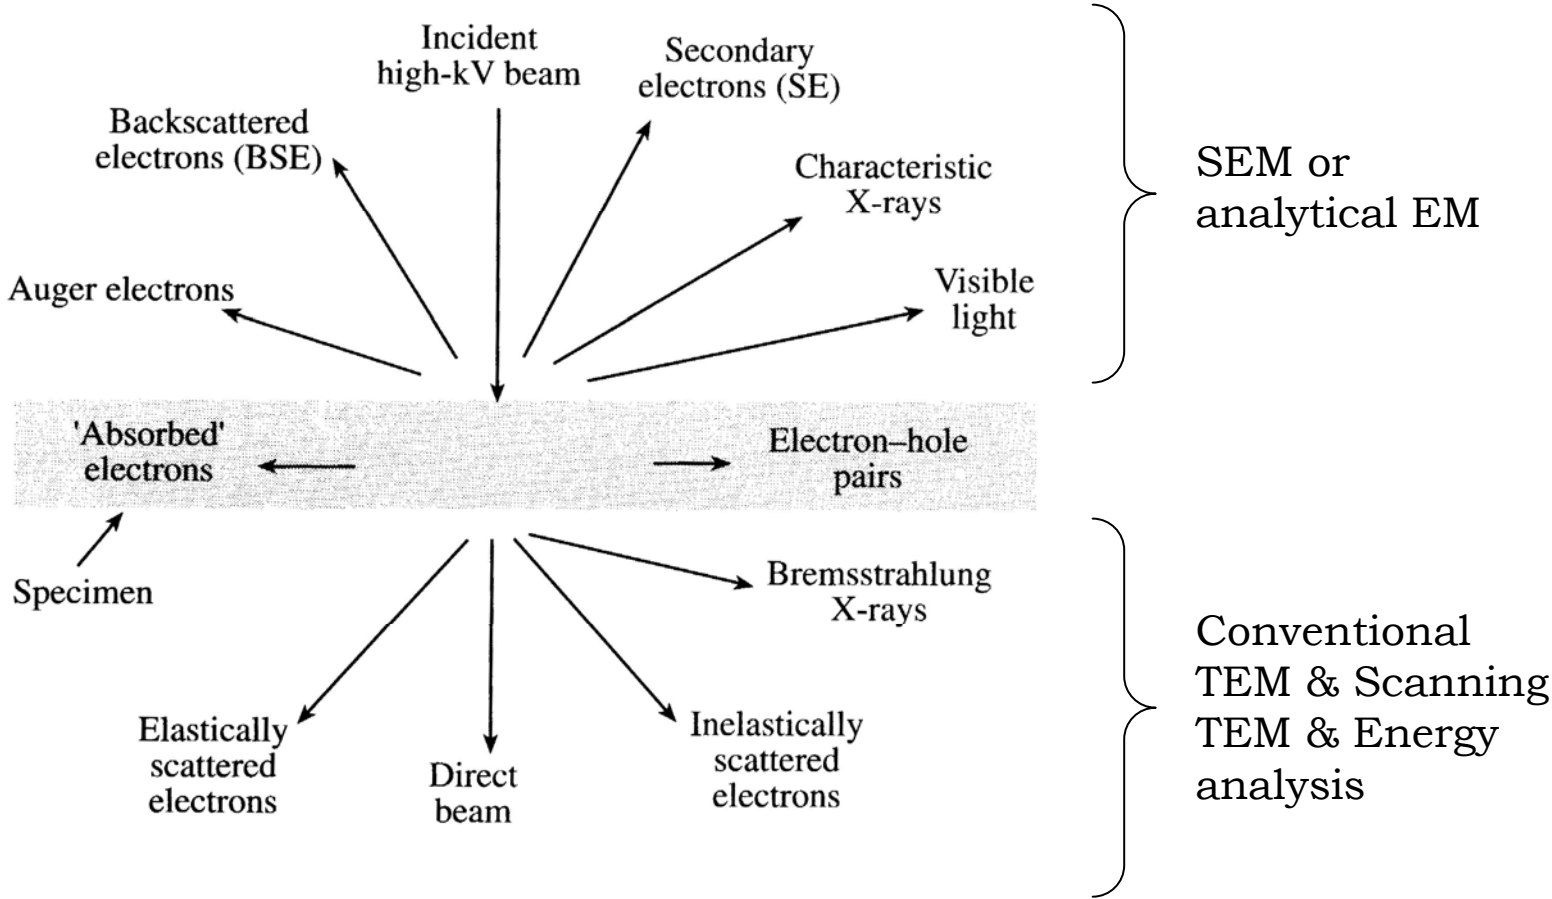 Incident
high-kV beam
Secondary
electrons (SE)
Backscattered
electrons (BSE)
Characteristic
X-rays
Auger electrons
Visible
light
SEM or
analytical EM
'Absorbed'
electrons
Electron–hole
pairs
Specimen
Bremsstrahlung
X-rays
Elastically
scattered
electrons
Direct
beam
Inelastically
scattered
electrons
Conventional
TEM & Scanning
TEM & Energy
analysis